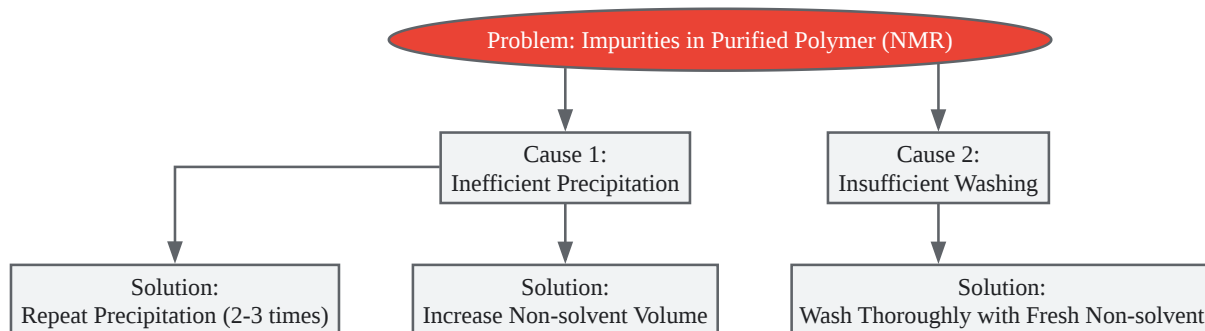 Problem: Impurities in Purified Polymer (NMR)
Cause 1:
Inefficient Precipitation
Cause 2:
Insufficient Washing
Solution:
Repeat Precipitation (2-3 times)
Solution:
Increase Non-solvent Volume
Solution:
Wash Thoroughly with Fresh Non-solvent